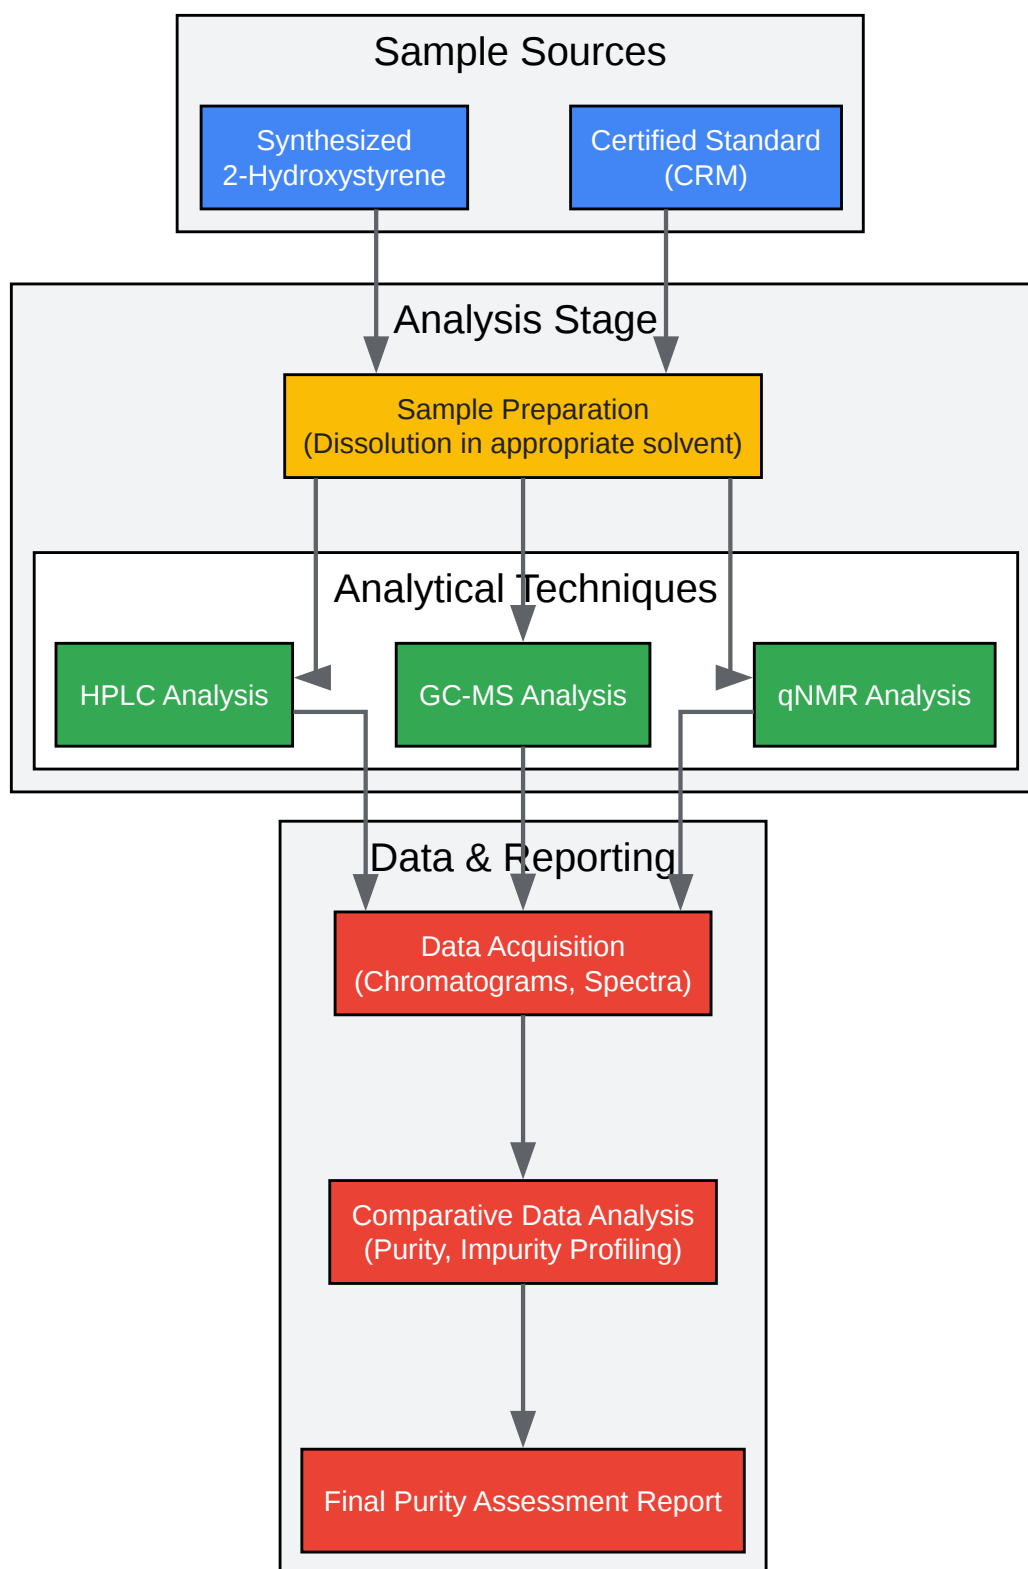 Sample Sources
Synthesized
2-Hydroxystyrene
Certified Standard
(CRM)
Analysis Stage
Sample Preparation
(Dissolution in appropriate solvent)
Analytical Techniques
HPLC Analysis
GC-MS Analysis
qNMR Analysis
Data & Reporting
Data Acquisition
(Chromatograms, Spectra)
Comparative Data Analysis
(Purity, Impurity Profiling)
Final Purity Assessment Report